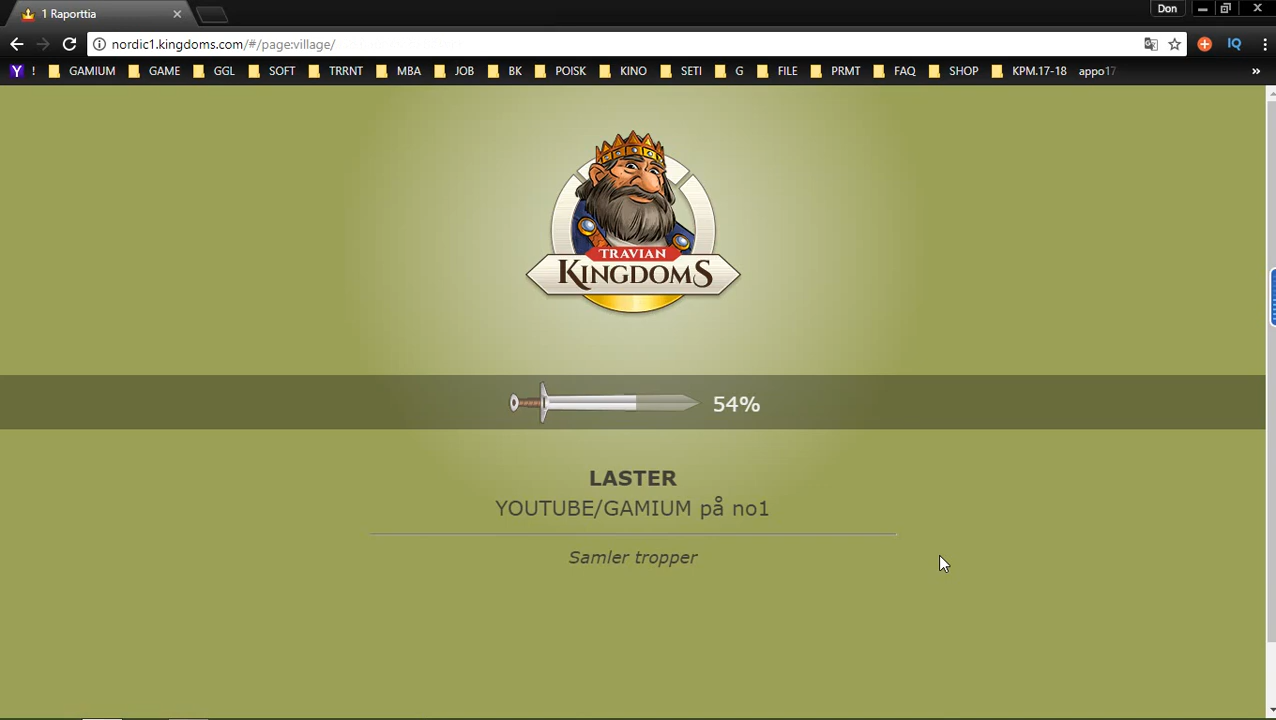 1 Raporttia
Don
nordic1.kingdoms.com/#/page:village/
Y ! GAMIUM GAME GGL SOFT TRRNT MBA JOB BK POISK KINO SETI G FILE PRMT FAQ SHOP KPM.17-18 appo17 »
IQ
TRAVIAN
KINGDOMS
54%
LASTER
YOUTUBE/GAMIUM på no1
Samler tropper